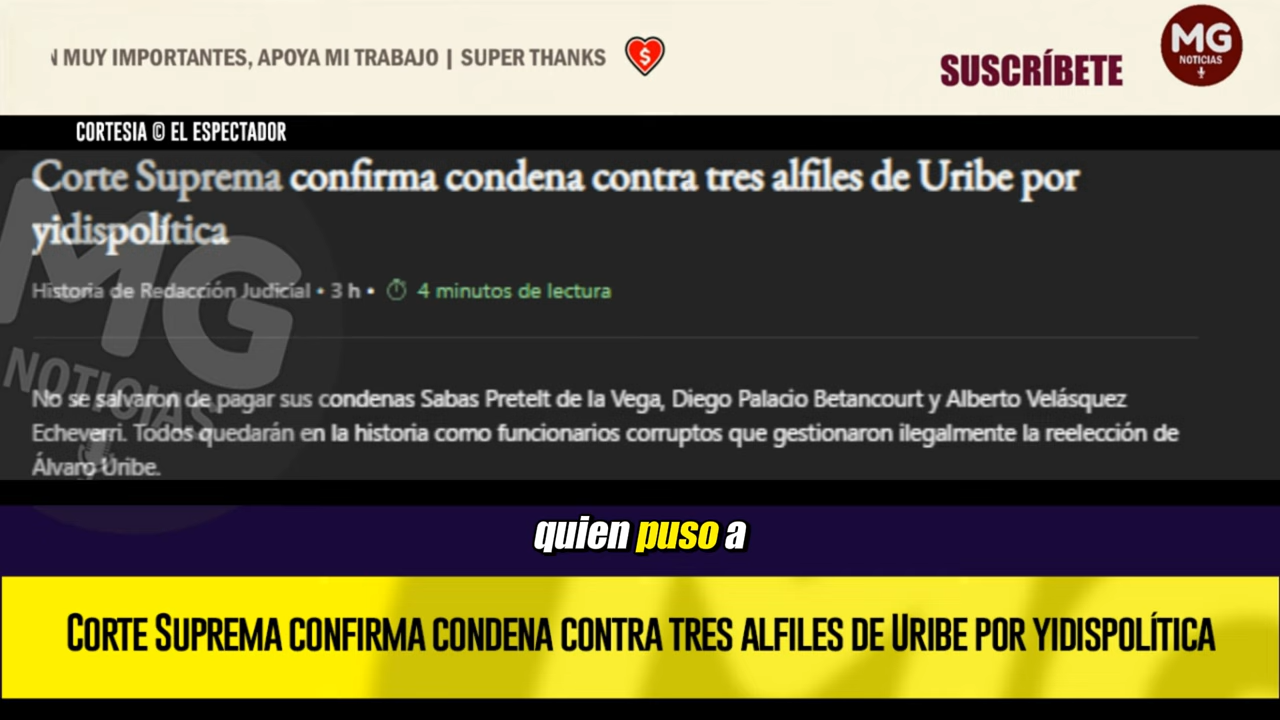 MUY IMPORTANTES, APOYA MI TRABAJO | SUPER THANKS
$
SUSCRÍBETE
MG
NOTICIAS
CORTESIA © EL ESPECTADOR
Corte Suprema confirma condena contra tres alfiles de Uribe por
yidispolítica
Historia de Redacción Judicial • 3 h • 4 minutos de lectura
MG
NOTICIAS
No se salvaron de pagar sus condenas Sabas Pretelt de la Vega, Diego Palacio Betancourt y Alberto Velásquez
Echeverri. Todos quedarán en la historia como funcionarios corruptos que gestionaron ilegalmente la reelección de
Álvaro Uribe.
quien puso a
CORTE SUPREMA CONFIRMA CONDENA CONTRA TRES ALFILES DE URIBE POR YIDISPOLÍTICA